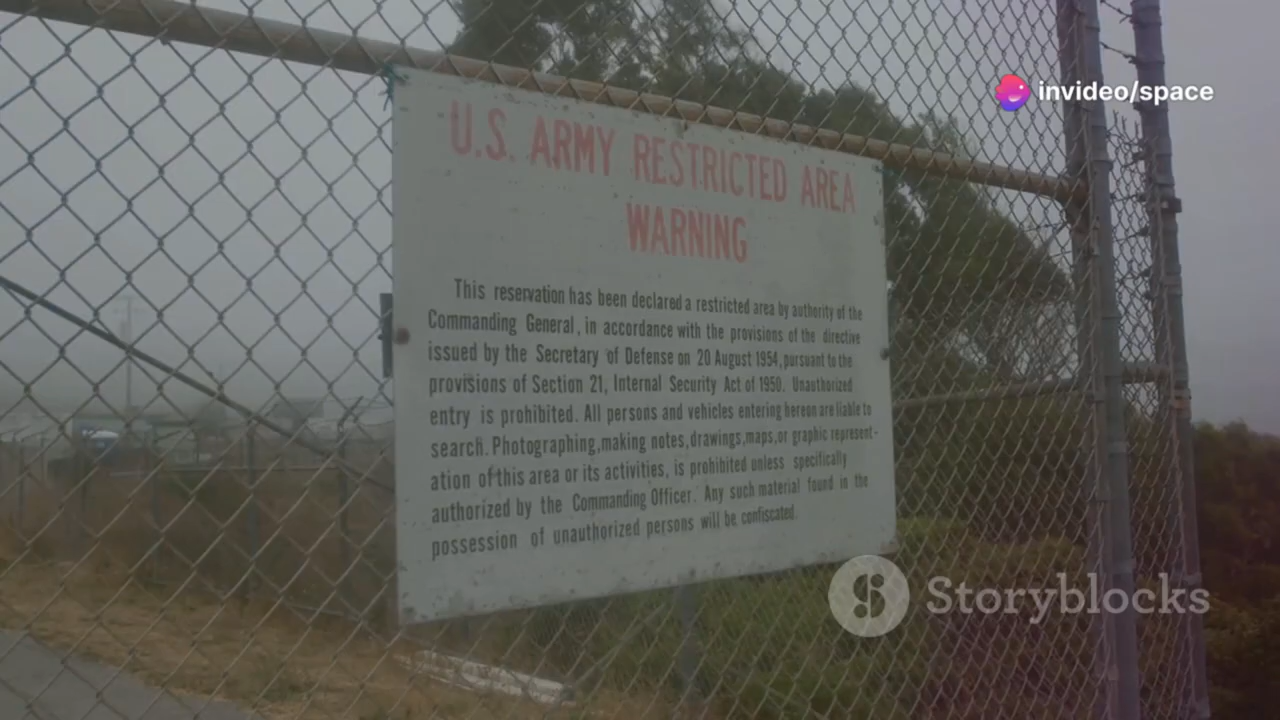 invideo/space
U.S. ARMY RESTRICTED AREA
WARNING
This reservation has been declared a restricted area by authority of the
Commanding General, in accordance with the provisions of the directive
issued by the Secretary of Defense on 20 August 1954, pursuant to the
provisions of Section 21, Internal Security Act of 1950. Unauthorized
entry is prohibited. All persons and vehicles entering hereon are liable to
search. Photographing, making notes, drawings, maps, or graphic represent-
ation of this area or its activities, is prohibited unless specifically
authorized by the Commanding Officer. Any such material found in the
possession of unauthorized persons will be confiscated.
Storyblocks